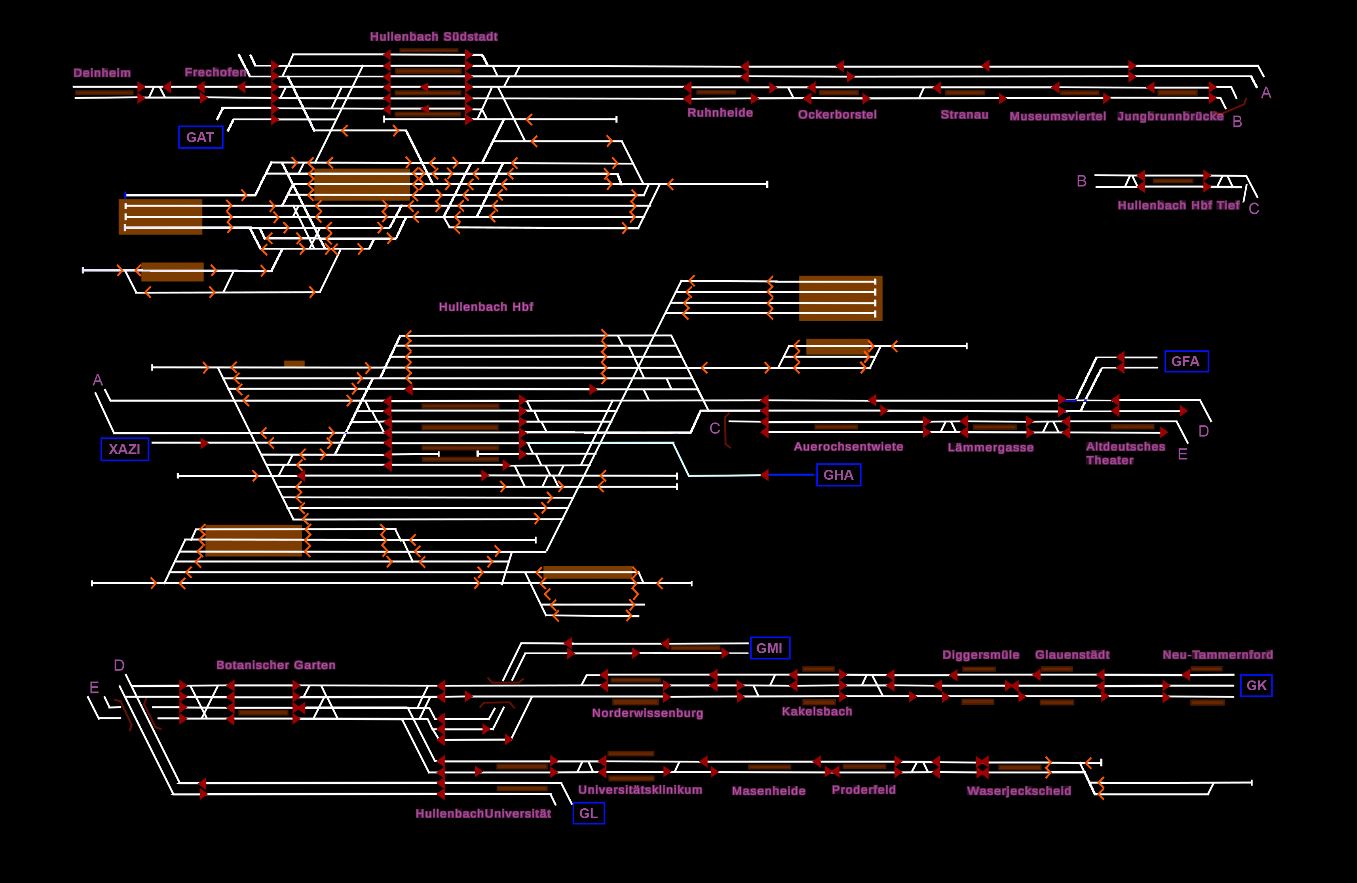 Hullenbach Südstadt
Deinheim
Frechofen
Ruhnheide
Ockerborstel
Stranau
Museumsviertel
Jungbrunnbrücke
A
B
GAT
B
Hullenbach Hbf Tief
C
Hullenbach Hbf
A
XAZI
C
Auerochsentwiete
Lämmergasse
Altdeutsches
Theater
GFA
D
E
GHA
D
E
Botanischer Garten
GMI
Norderwissenburg
Kakelsbach
Diggersmüle
Glauenstädt
Neu-Tammernford
GK
HullenbachUniversität
GL
Universitätsklinikum
Masenheide
Proderfeld
Waserjeckscheid